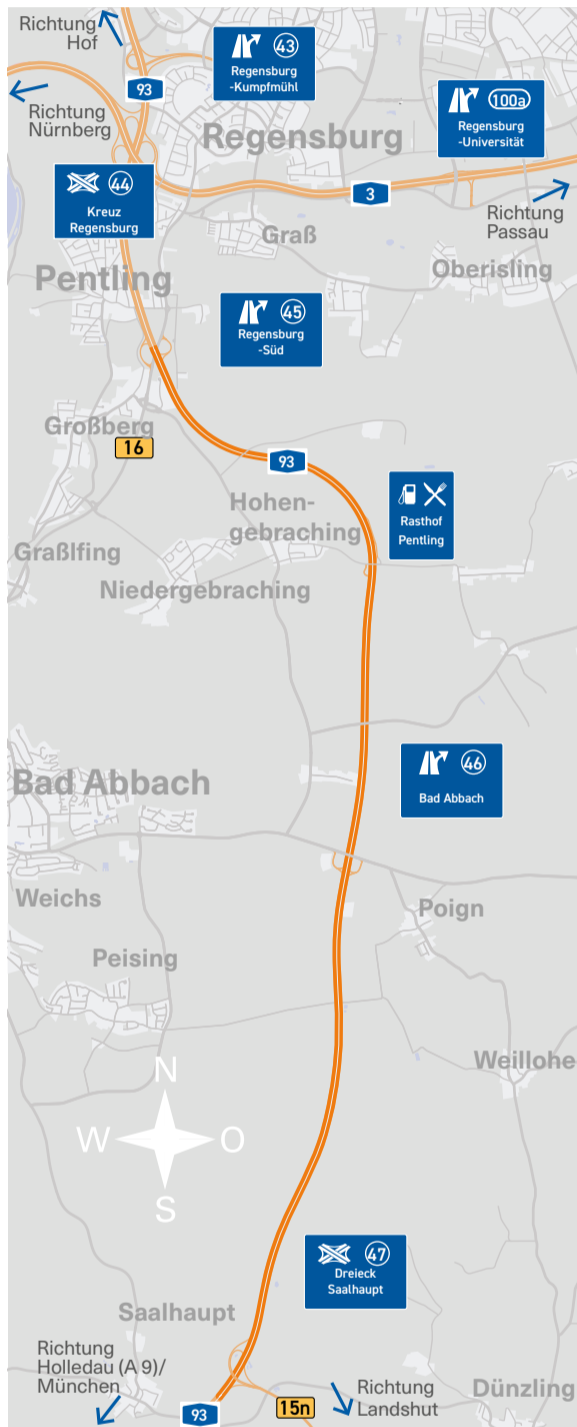 Richtung
Hof
93
43
Regensburg
-Kumpfmühl
Richtung
Nürnberg
Regensburg
100a
Regensburg
-Universität
44
Kreuz
Regensburg
3
Richtung
Passau
Graß
Oberisling
Pentling
45
Regensburg
-Süd
Großberg
16
93
Hohen-
gebraching
Rasthof
Pentling
Graßlfing
Niedergebraching
46
Bad Abbach
Bad Abbach
Weichs
Poign
Peising
Weillohe
N
W
O
S
47
Dreieck
Saalhaupt
Saalhaupt
Richtung
Holledau (A 9)/
München
93
15n
Richtung
Landshut
Dünzling